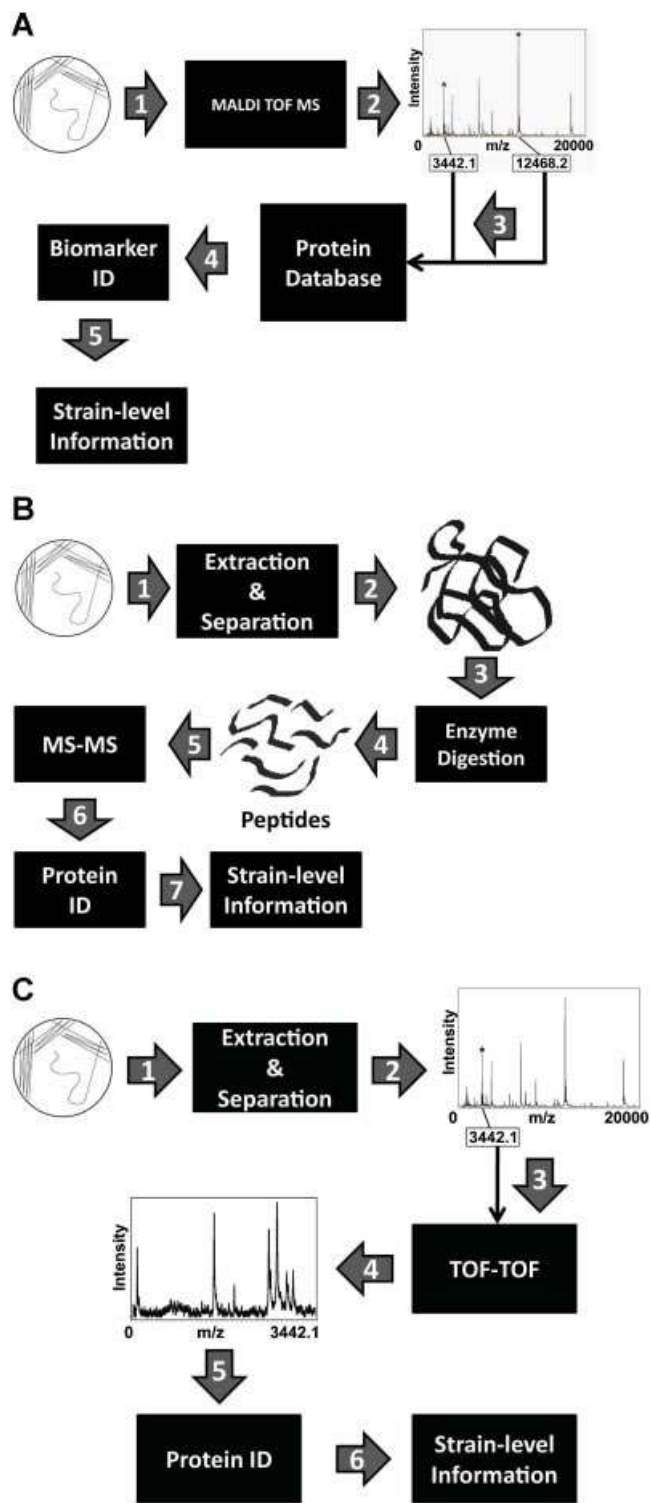 A
1
MALDI TOF MS
2
Intensity
*
*
0 m/z 20000
3442.1
12468.2
3
Protein
Database
4
Biomarker
ID
5
Strain-level
Information
B
1
Extraction
&
Separation
2
3
Enzyme
Digestion
4
Peptides
5
MS-MS
6
Protein
ID
7
Strain-level
Information
C
1
Extraction
&
Separation
2
Intensity
*
0 m/z 20000
3442.1
3
TOF-TOF
4
Intensity
0 m/z 3442.1
5
Protein ID
6
Strain-level
Information